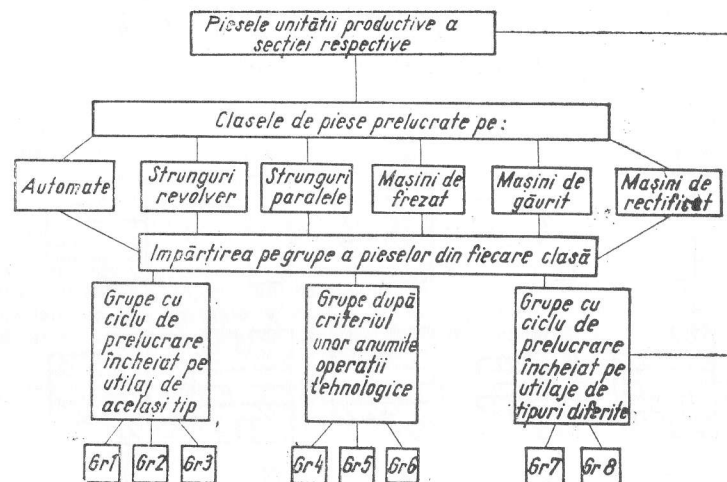 Piesele unitătii productive a
sectiei respective
Clasele de piese prelucrate pe:
Automate
Strunguri
revolver
Strunguri
paralele
Mașini de
frezat
Mașini de
găurit
Mașini de
rectificat
Impărtirea pe grupe a pieselor din fiecare clasă
Grupe cu
ciclu de
prelucrare
încheiat pe
utilaj de
acelasi tip
Grupe după
criteriul
unor anumite
operatii
tehnologice
Grupe cu
ciclu de
prelucrare
încheiat pe
utilaje de
tipuri diferite
Gr1
Gr2
Gr3
Gr4
Gr5
Gr6
Gr7
Gr8